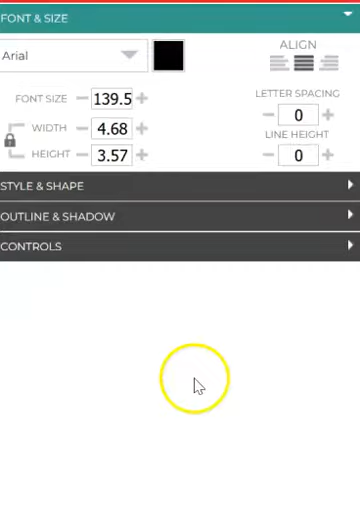 FONT & SIZE
Arial
ALIGN
FONT SIZE 139.5
LETTER SPACING
0
WIDTH 4.68
LINE HEIGHT
HEIGHT 3.57
0
STYLE & SHAPE
OUTLINE & SHADOW
CONTROLS